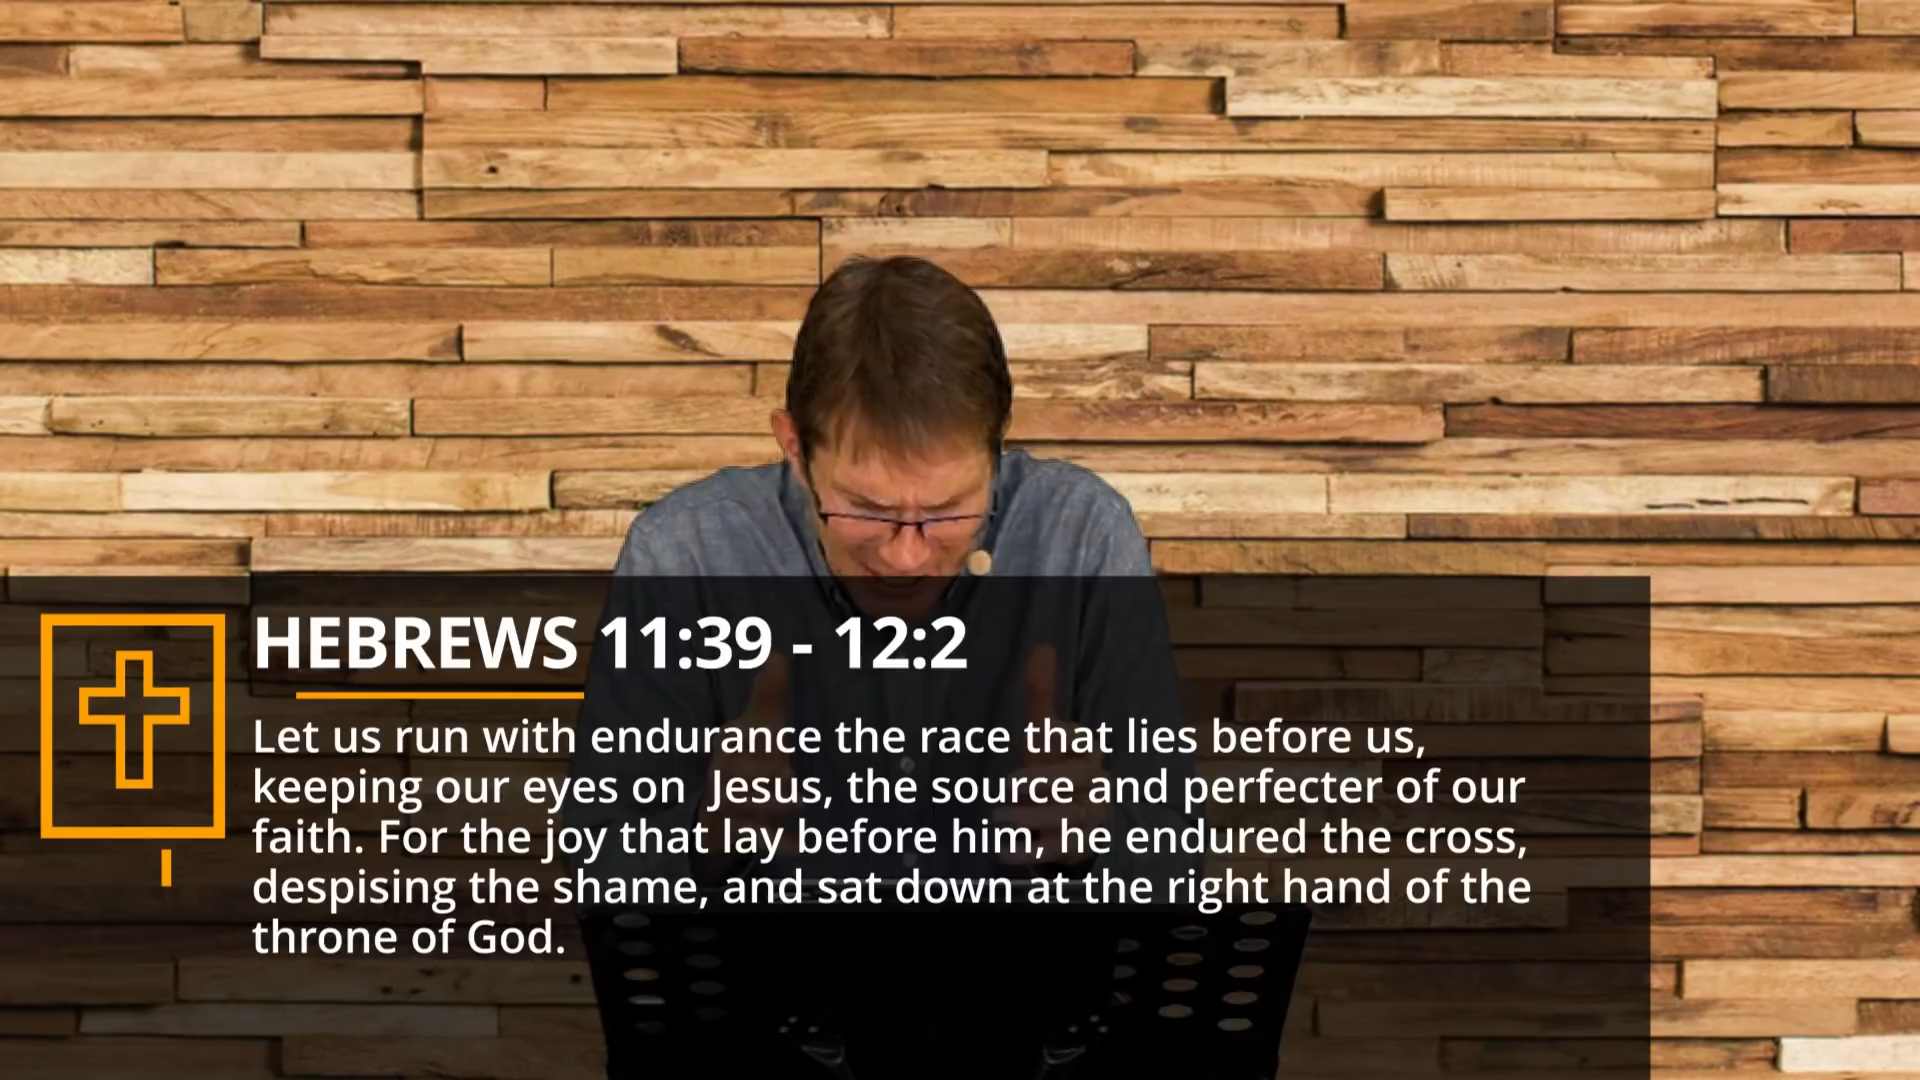 HEBREWS 11:39 - 12:2
Let us run with endurance the race that lies before us,
keeping our eyes on  Jesus, the source and perfecter of our
faith. For the joy that lay before him, he endured the cross,
despising the shame, and sat down at the right hand of the
throne of God.